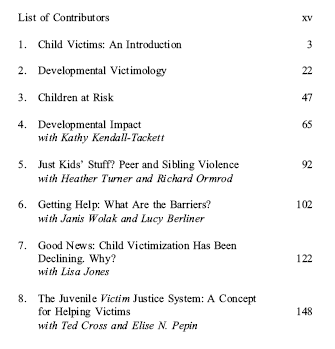 List of Contributors xv
1. Child Victims: An Introduction 3
2. Developmental Victimology 22
3. Children at Risk 47
4. Developmental Impact 65
with Kathy Kendall-Tackett
5. Just Kids' Stuff? Peer and Sibling Violence 92
with Heather Turner and Richard Ormrod
6. Getting Help: What Are the Barriers? 102
with Janis Wolak and Lucy Berliner
7. Good News: Child Victimization Has Been
Declining. Why? 122
with Lisa Jones
8. The Juvenile Victim Justice System: A Concept
for Helping Victims 148
with Ted Cross and Elise N. Pepin